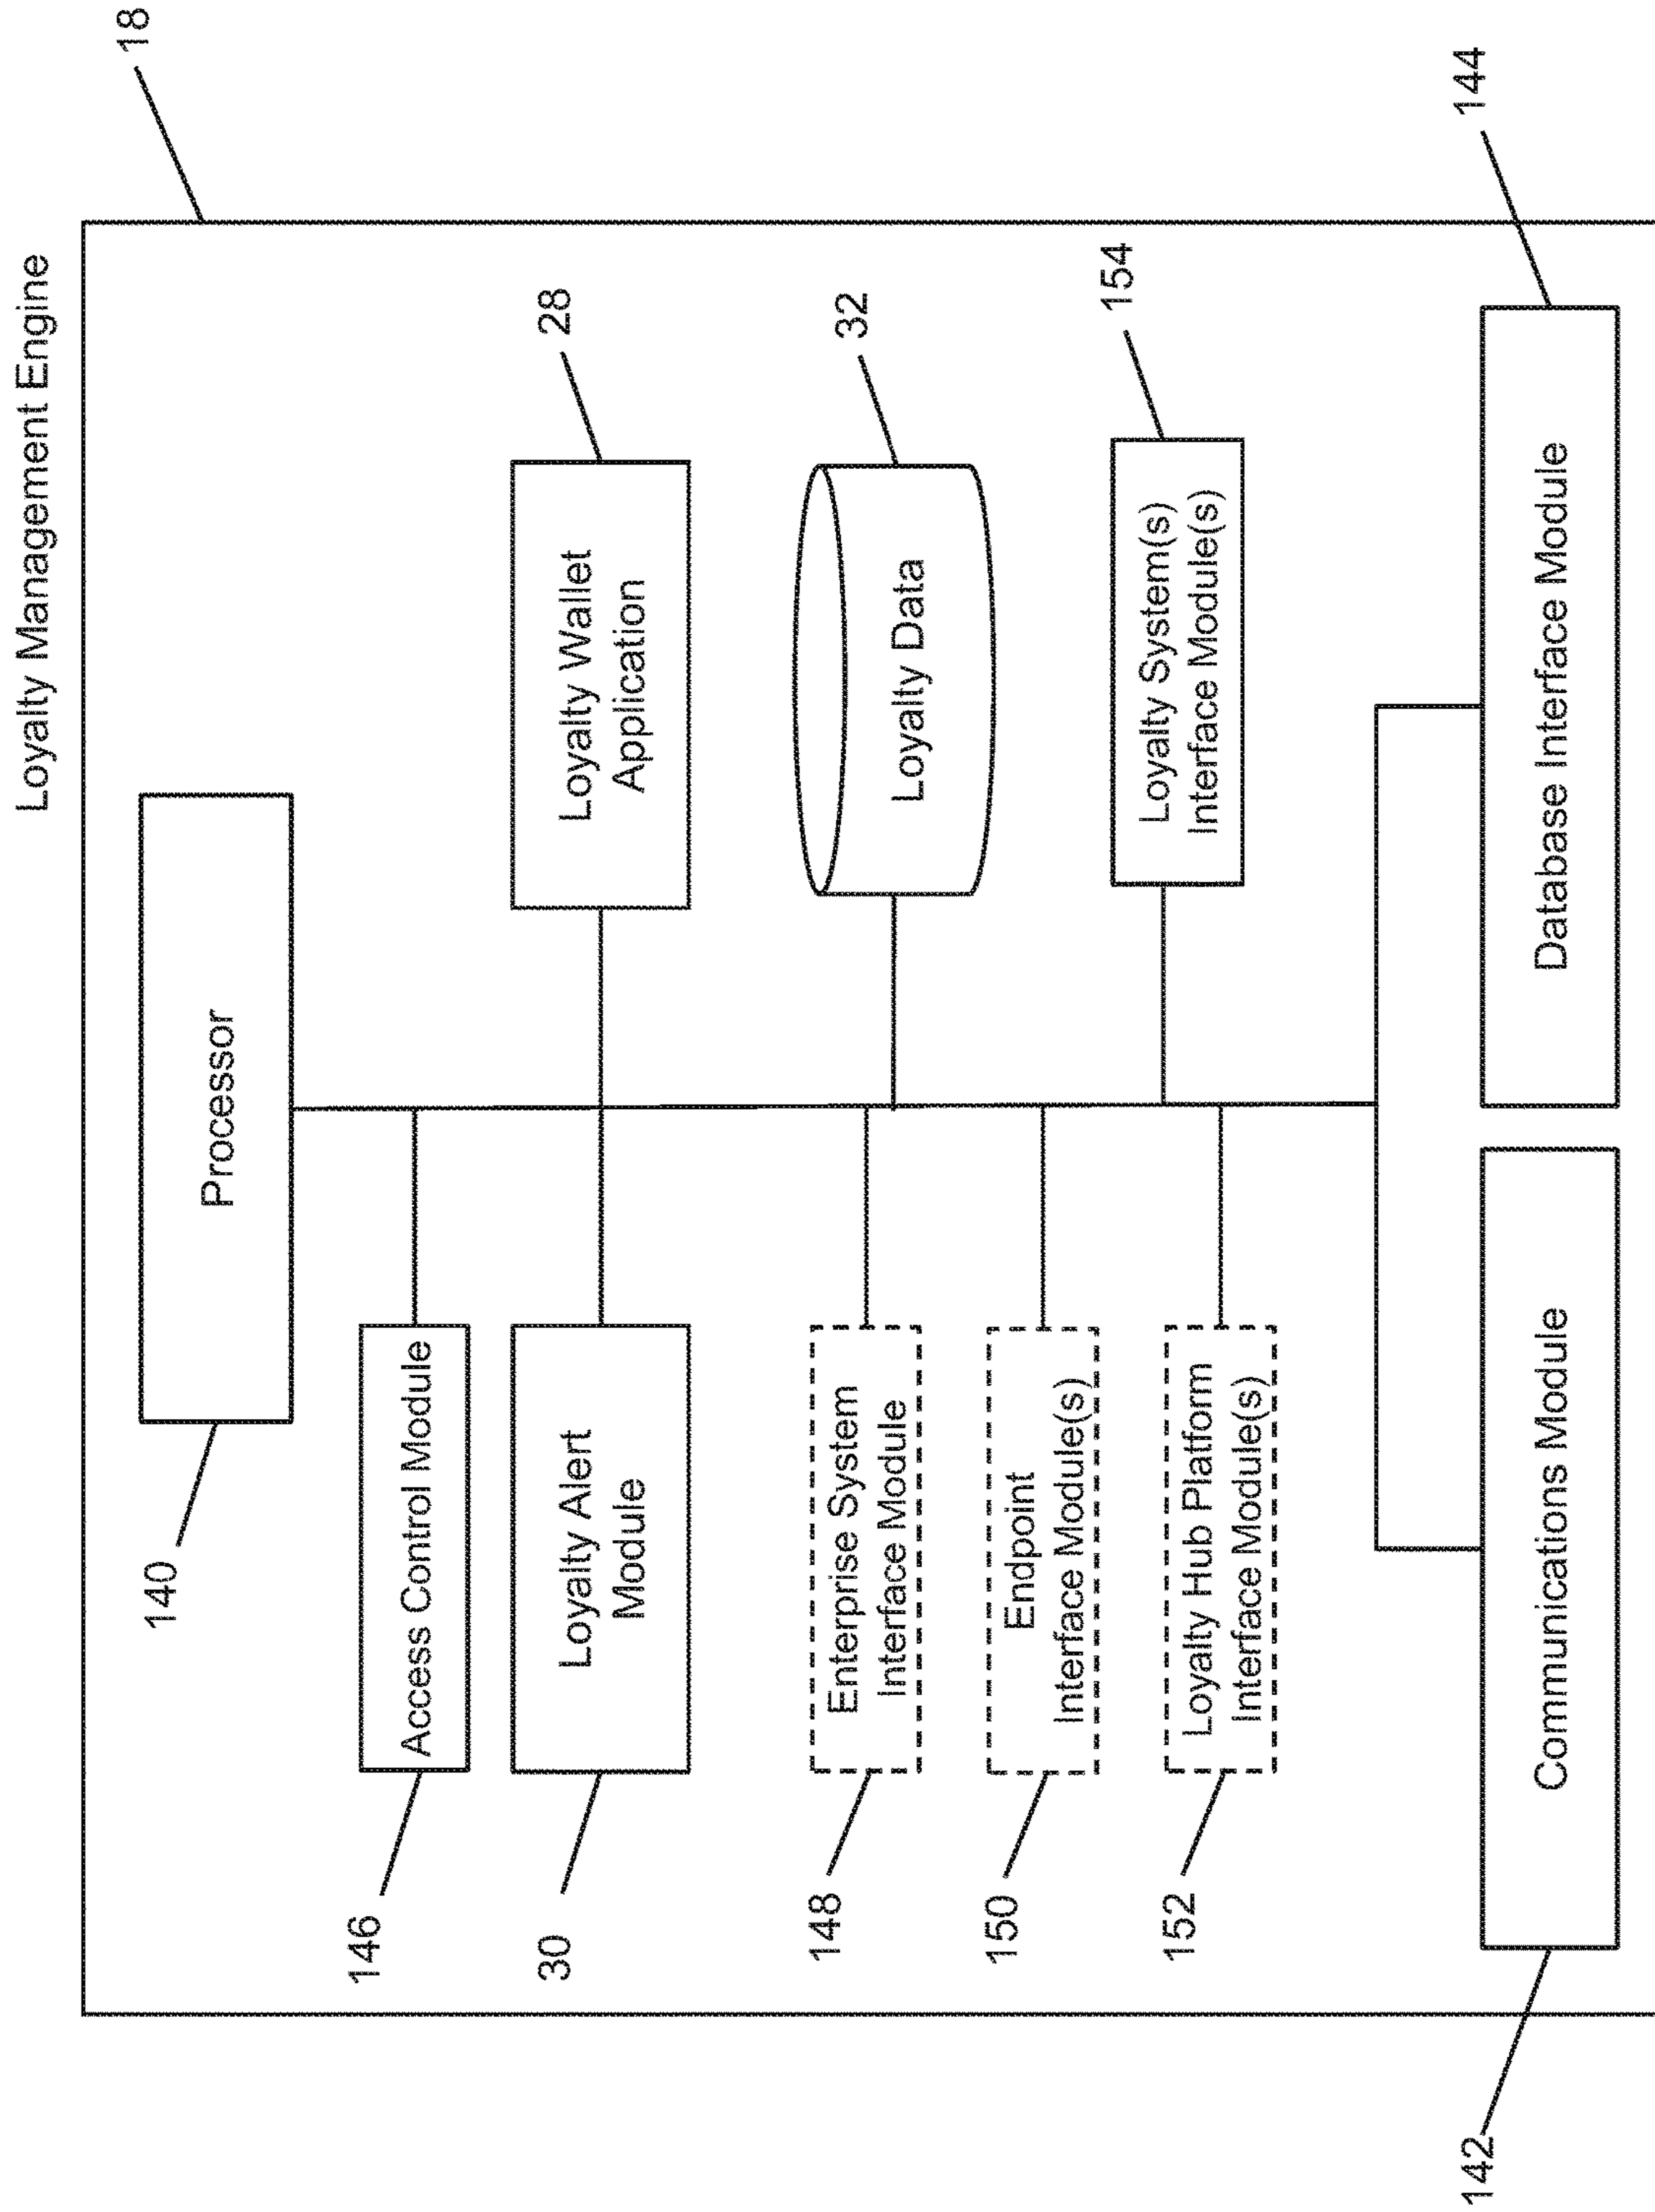 Loyalty Management Engine
18
Processor
140
Access Control Module
146
Loyalty Alert
Module
30
Loyalty Wallet
Application
28
Enterprise System
Interface Module
148
Loyalty Data
32
Endpoint
Interface Module(s)
150
Loyalty Hub Platform
Interface Module(s)
152
Loyalty System(s)
Interface Module(s)
154
Communications Module
142
Database Interface Module
144